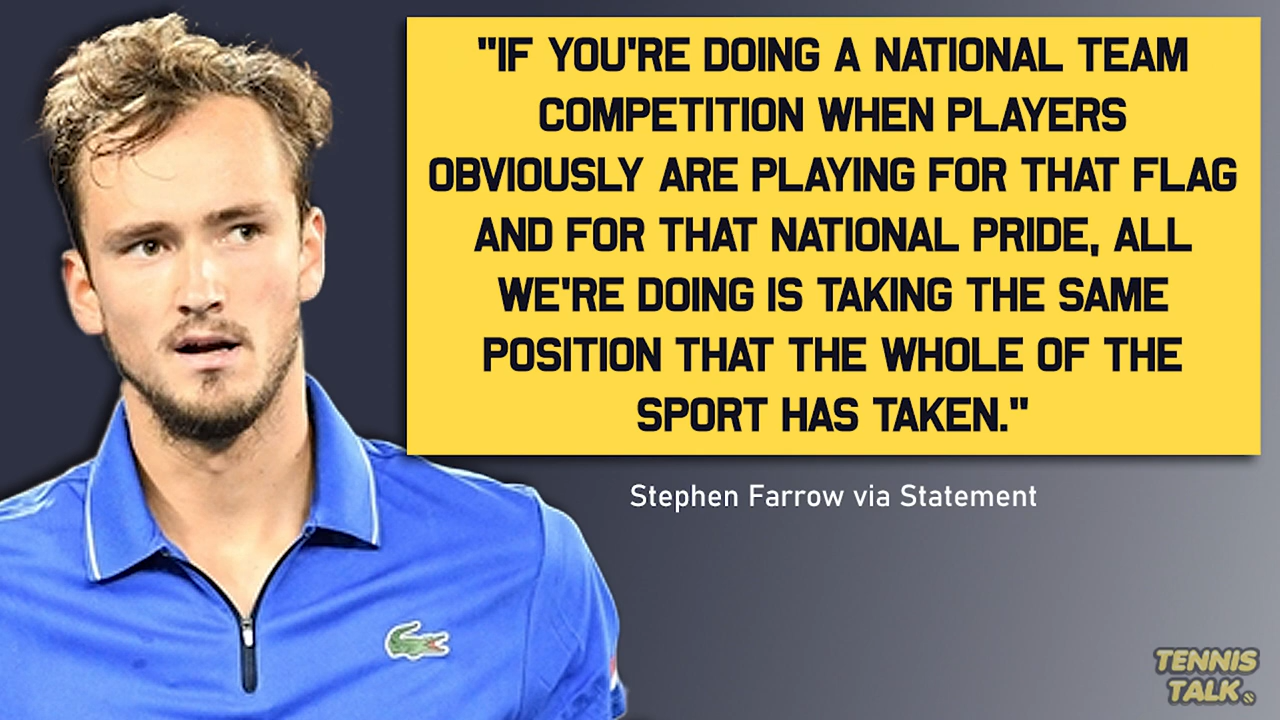 "IF YOU'RE DOING A NATIONAL TEAM
COMPETITION WHEN PLAYERS
OBVIOUSLY ARE PLAYING FOR THAT FLAG
AND FOR THAT NATIONAL PRIDE, ALL
WE'RE DOING IS TAKING THE SAME
POSITION THAT THE WHOLE OF THE
SPORT HAS TAKEN."
Stephen Farrow via Statement
TENNIS
TALK